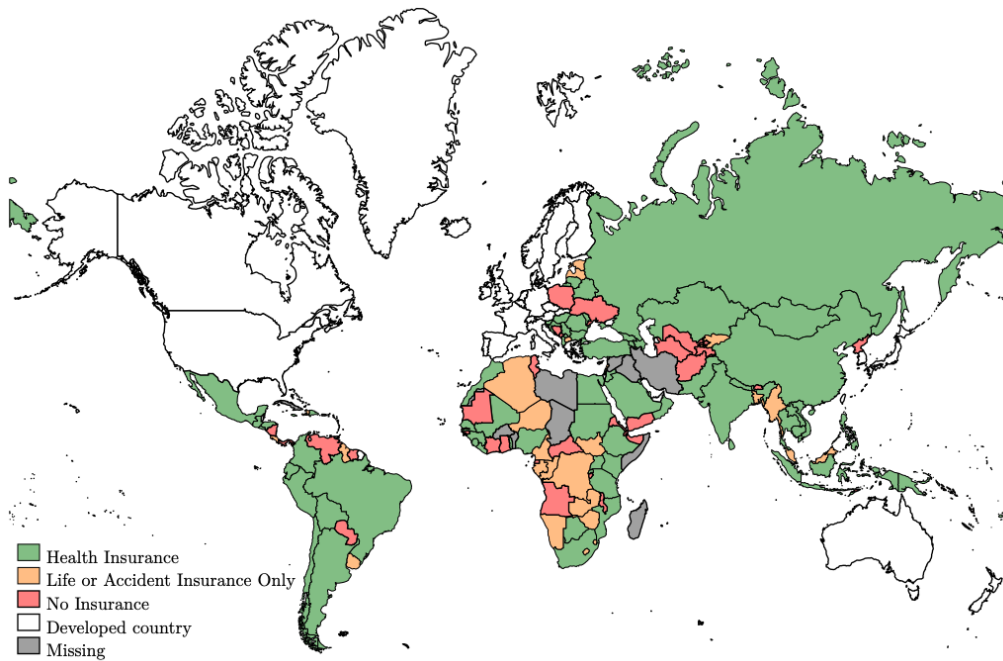 Health Insurance
Life or Accident Insurance Only
No Insurance
Developed country
Missing